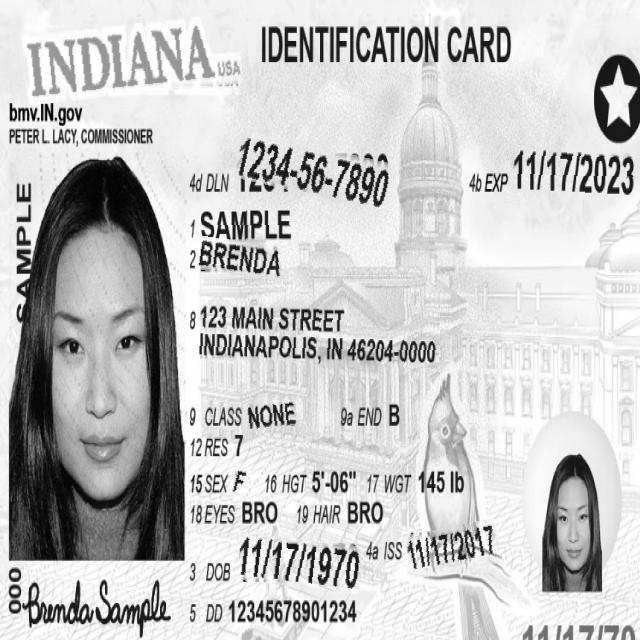 INDIANA USA
IDENTIFICATION CARD
bmv.IN.gov
PETER L. LACY, COMMISSIONER
SAMPLE
4d DLN 1234-56-7890
4b EXP 11/17/2023
1 SAMPLE
2 BRENDA
8 123 MAIN STREET
INDIANAPOLIS, IN 46204-0000
9 CLASS NONE 9a END B
12 RES 7
15 SEX F 16 HGT 5'-06" 17 WGT 145 lb
18 EYES BRO 19 HAIR BRO
3 DOB 11/17/1970 4a ISS 11/17/2017
000
Brenda Sample
5 DD 12345678901234
11/17/70